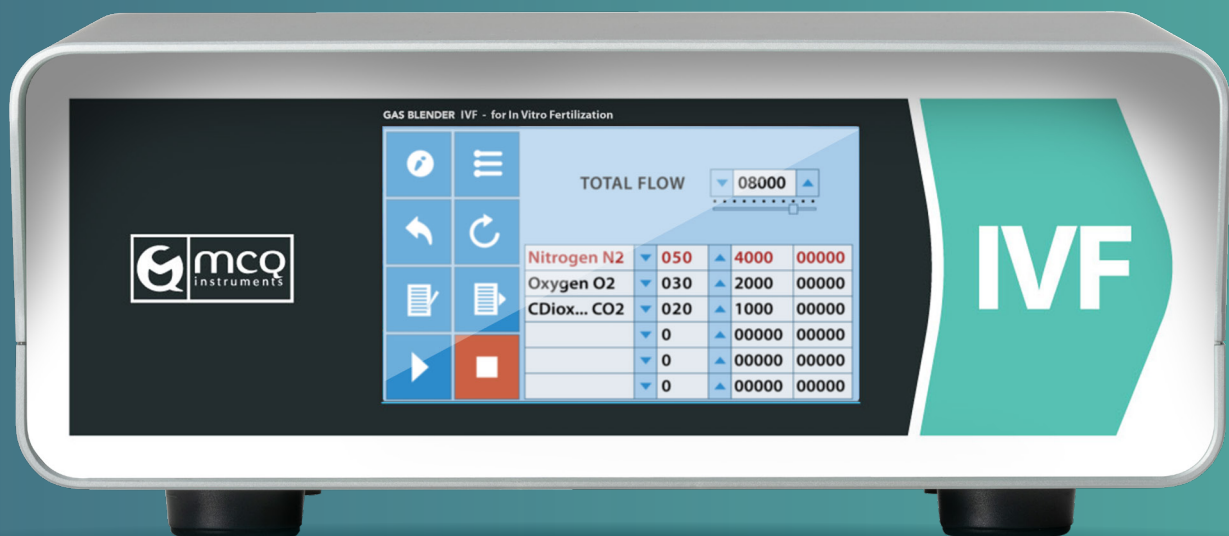 GAS BLENDER IVF - for In Vitro Fertilization
mcq
instruments
TOTAL FLOW 08000
Nitrogen N2 050 4000 00000
Oxygen O2 030 2000 00000
CDiox... CO2 020 1000 00000
0 00000 00000
0 00000 00000
0 00000 00000
IVF